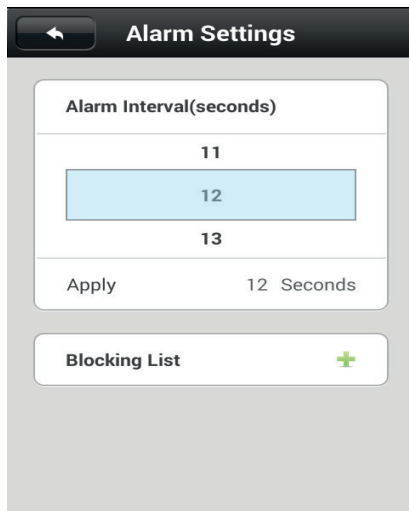 Alarm Settings
Alarm Interval(seconds)
11
12
13
Apply 12 Seconds
Blocking List